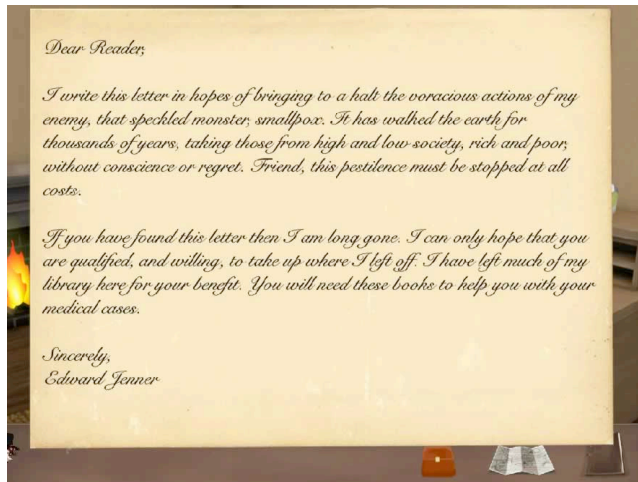 Dear Reader,
I write this letter in hopes of bringing to a halt the voracious actions of my
enemy, that speckled monster, smallpox. It has walked the earth for
thousands of years, taking those from high and low society, rich and poor,
without conscience or regret. Friend, this pestilence must be stopped at all
costs.
If you have found this letter then I am long gone. I can only hope that you
are qualified, and willing, to take up where I left off. I have left much of my
library here for your benefit. You will need these books to help you with your
medical cases.
Sincerely,
Edward Jenner